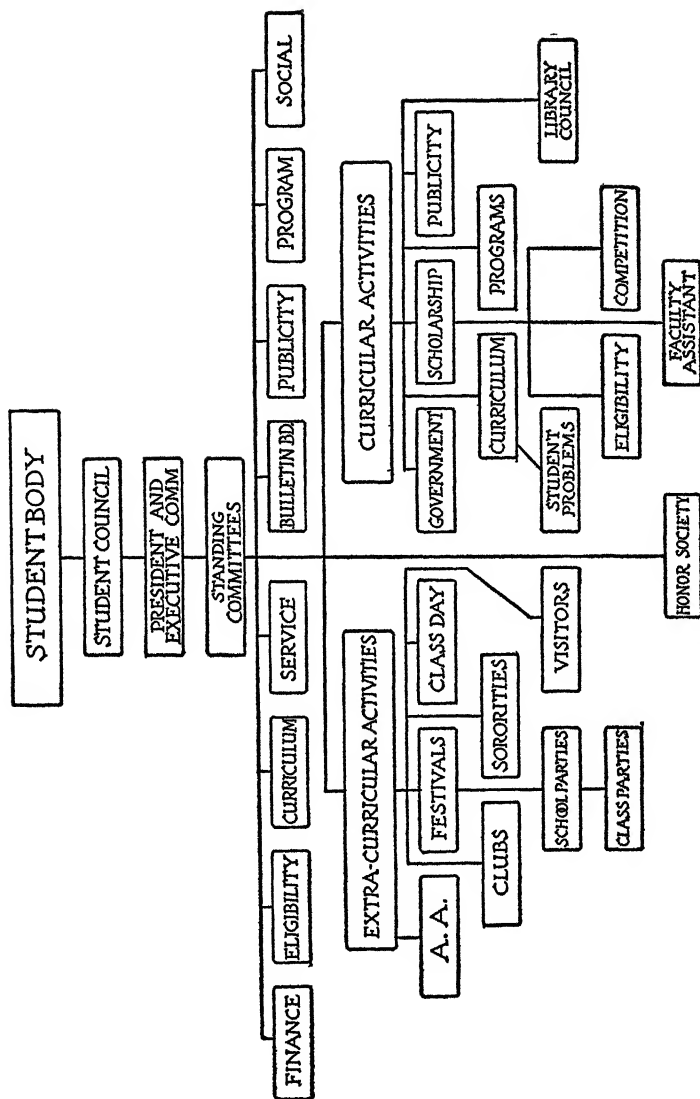 STUDENT BODY
STUDENT COUNCIL
PRESIDENT AND
EXECUTIVE COMM
STANDING
COMMITTEES
FINANCE
ELIGIBILITY
CURRICULUM
SERVICE
BULLETIN BD
PUBLICITY
PROGRAM
SOCIAL
EXTRA-CURRICULAR ACTIVITIES
CURRICULAR ACTIVITIES
A. A.
FESTIVALS
CLASS DAY
GOVERNMENT
SCHOLARSHIP
PUBLICITY
CLUBS
SORORITIES
CURRICULUM
PROGRAMS
SCHOOL PARTIES
VISITORS
STUDENT
PROBLEMS
LIBRARY
COUNCIL
CLASS PARTIES
ELIGIBILITY
COMPETITION
HONOR SOCIETY
FACULTY
ASSISTANT